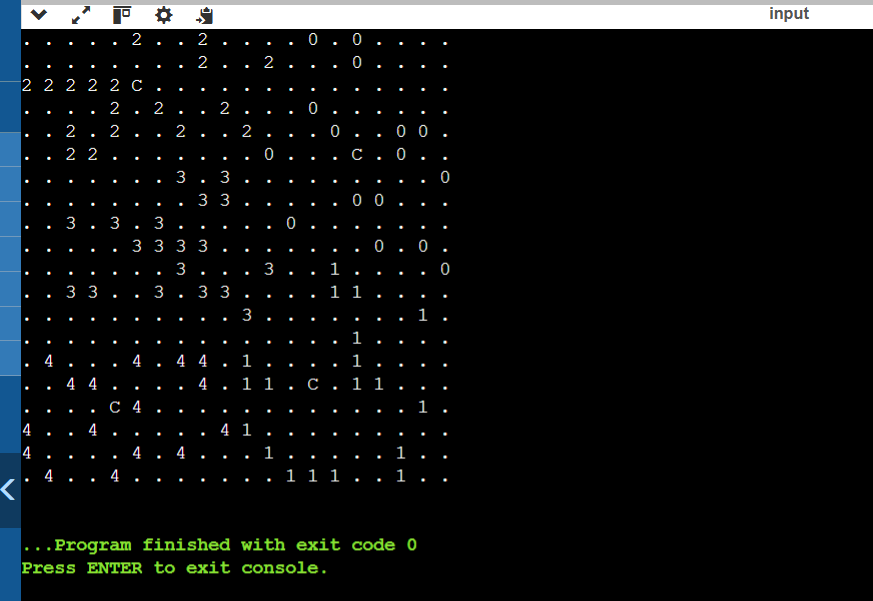 input
. . . . . 2 . . 2 . . . . 0 . 0 . . . .
. . . . . . . . 2 . . 2 . . . 0 . . . .
2 2 2 2 2 C . . . . . . . . . . . . . .
. . . . 2 . 2 . . 2 . . . 0 . . . . . .
. . 2 . 2 . . 2 . . 2 . . . 0 . . 0 0 .
. . 2 2 . . . . . . . 0 . . . C . 0 . .
. . . . . . . 3 . 3 . . . . . . . . . 0
. . . . . . . . 3 3 . . . . . 0 0 . . .
. . 3 . 3 . 3 . . . . . 0 . . . . . . .
. . . . . 3 3 3 3 . . . . . . . 0 . 0 .
. . . . . . . 3 . . . 3 . . 1 . . . . 0
. . 3 3 . . 3 . 3 3 . . . . 1 1 . . . .
. . . . . . . . . . 3 . . . . . . . 1 .
. . . . . . . . . . . . . . . 1 . . . .
. 4 . . . 4 . 4 4 . 1 . . . . 1 . . . .
. . 4 4 . . . . 4 . 1 1 . C . 1 1 . . .
. . . . C 4 . . . . . . . . . . . . 1 .
4 . . 4 . . . . . 4 1 . . . . . . . . .
4 . . . . 4 . 4 . . . 1 . . . . . 1 . .
. 4 . . 4 . . . . . . . 1 1 1 . . 1 . .
...Program finished with exit code 0
Press ENTER to exit console.